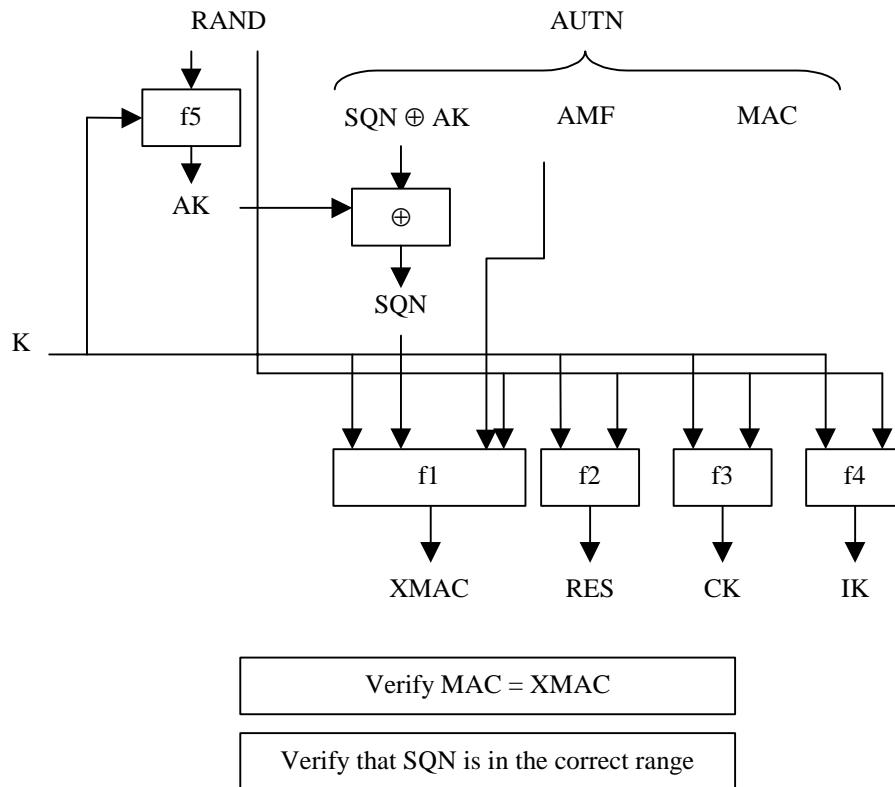 RAND AUTN
f5 SQN ⊕ AK AMF MAC
AK ⊕
SQN
K
f1 f2 f3 f4
XMAC RES CK IK
Verify MAC = XMAC
Verify that SQN is in the correct range